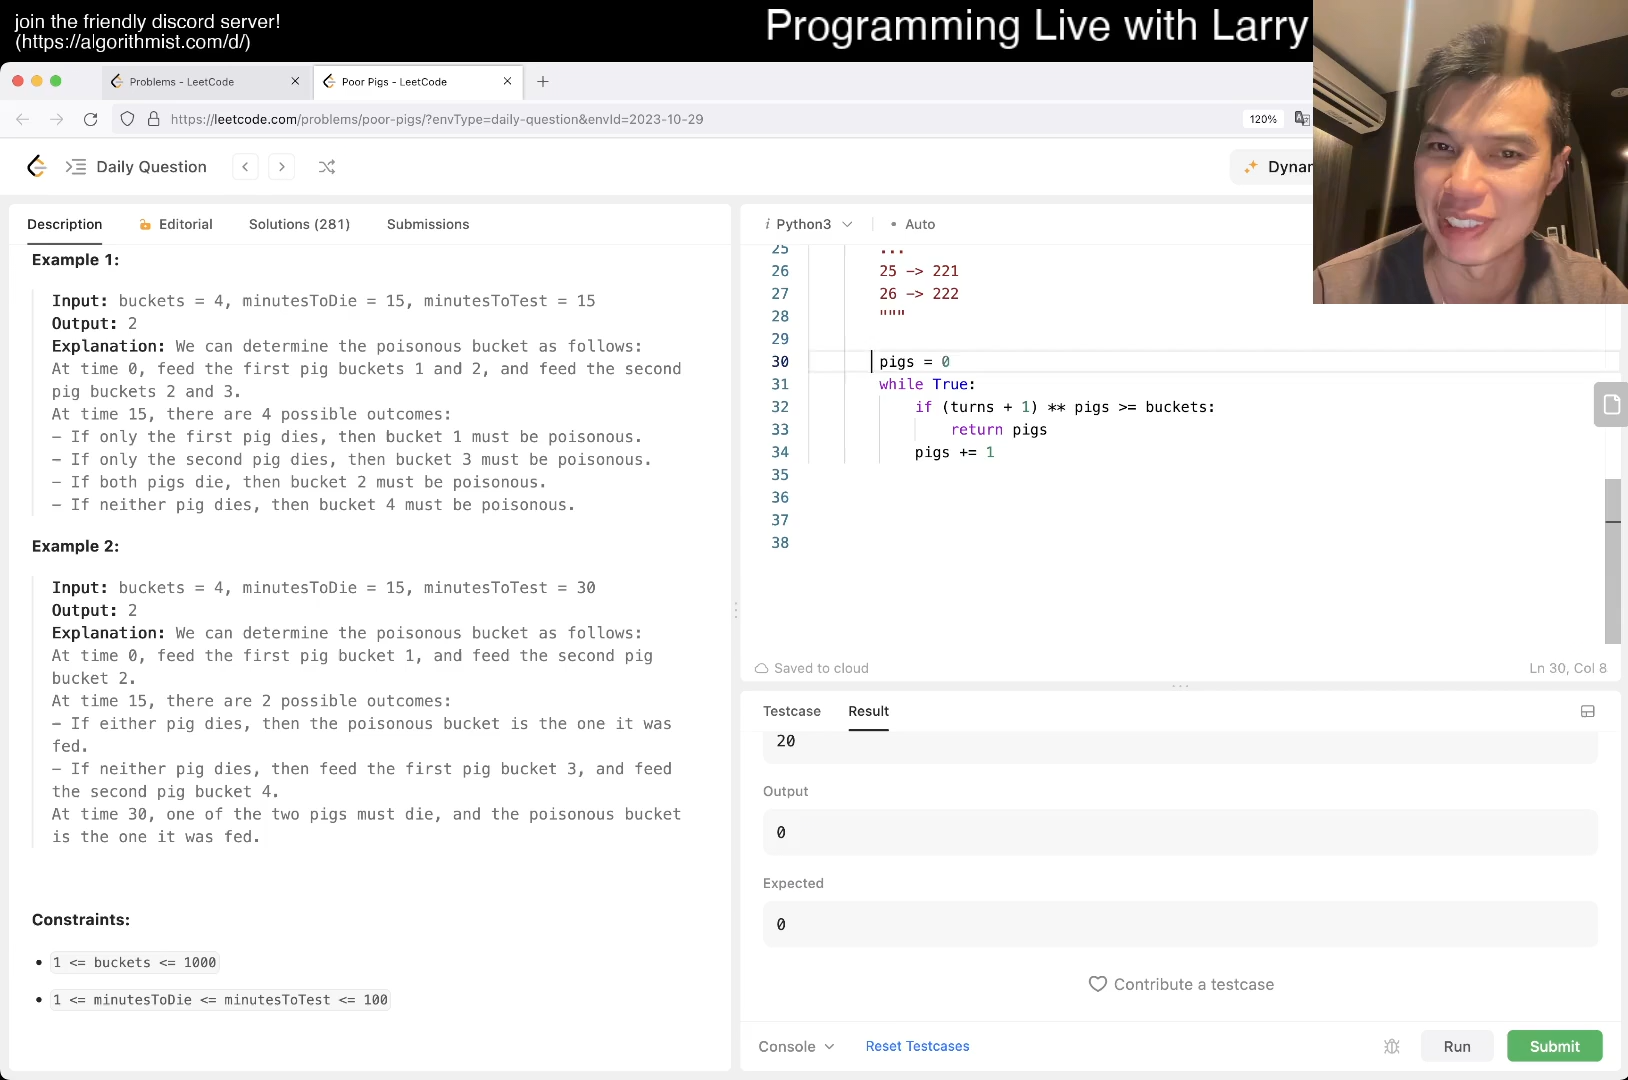 join the friendly discord server!
(https://algorithmist.com/d/)
Programming Live with Larry
Problems - LeetCode
Poor Pigs - LeetCode
https://leetcode.com/problems/poor-pigs/?envType=daily-question&envId=2023-10-29
120%
Daily Question
Dynam
Description
Editorial
Solutions (281)
Submissions
Example 1:
Input: buckets = 4, minutesToDie = 15, minutesToTest = 15
Output: 2
Explanation: We can determine the poisonous bucket as follows:
At time 0, feed the first pig buckets 1 and 2, and feed the second
pig buckets 2 and 3.
At time 15, there are 4 possible outcomes:
– If only the first pig dies, then bucket 1 must be poisonous.
– If only the second pig dies, then bucket 3 must be poisonous.
– If both pigs die, then bucket 2 must be poisonous.
– If neither pig dies, then bucket 4 must be poisonous.
Example 2:
Input: buckets = 4, minutesToDie = 15, minutesToTest = 30
Output: 2
Explanation: We can determine the poisonous bucket as follows:
At time 0, feed the first pig bucket 1, and feed the second pig
bucket 2.
At time 15, there are 2 possible outcomes:
– If either pig dies, then the poisonous bucket is the one it was
fed.
– If neither pig dies, then feed the first pig bucket 3, and feed
the second pig bucket 4.
At time 30, one of the two pigs must die, and the poisonous bucket
is the one it was fed.
Constraints:
• 1 <= buckets <= 1000
• 1 <= minutesToDie <= minutesToTest <= 100
i Python3
• Auto
25 ...
26 25 -> 221
27 26 -> 222
28 """
29
30 pigs = 0
31 while True:
32 if (turns + 1) ** pigs >= buckets:
33 return pigs
34 pigs += 1
35
36
37
38
Saved to cloud
Ln 30, Col 8
Testcase
Result
20
Output
0
Expected
0
Contribute a testcase
Console
Reset Testcases
Run
Submit